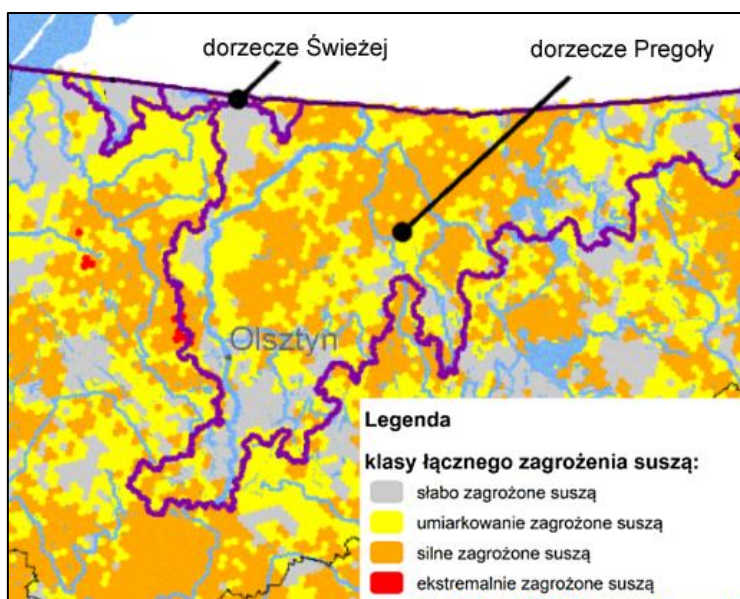 dorzecze Świeżej
dorzecze Pregoły
Olsztyn
Legenda
klasy łącznego zagrożenia suszą:
słabo zagrożone suszą
umiarkowanie zagrożone suszą
silne zagrożone suszą
ekstremalnie zagrożone suszą